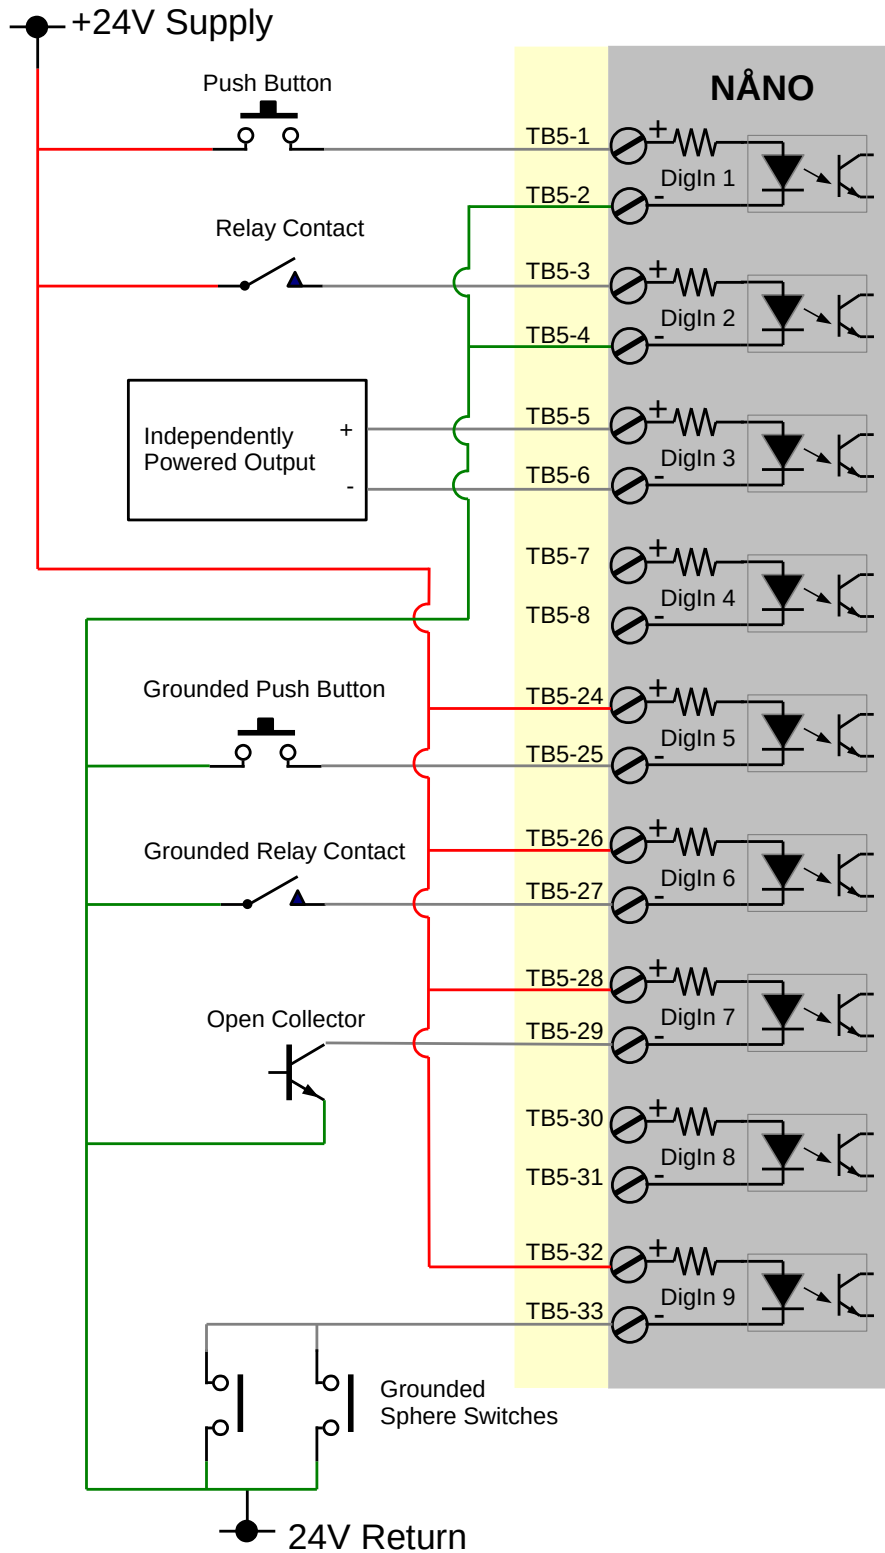 +24V Supply
NÅNO
Push Button
TB5-1
+
DigIn 1
TB5-2
-
Relay Contact
TB5-3
+
DigIn 2
TB5-4
-
Independently
Powered Output
+
-
TB5-5
+
DigIn 3
TB5-6
-
TB5-7
+
DigIn 4
TB5-8
-
Grounded Push Button
TB5-24
+
DigIn 5
TB5-25
-
Grounded Relay Contact
TB5-26
+
DigIn 6
TB5-27
-
Open Collector
TB5-28
+
DigIn 7
TB5-29
-
TB5-30
+
DigIn 8
TB5-31
-
TB5-32
+
DigIn 9
TB5-33
-
Grounded
Sphere Switches
24V Return